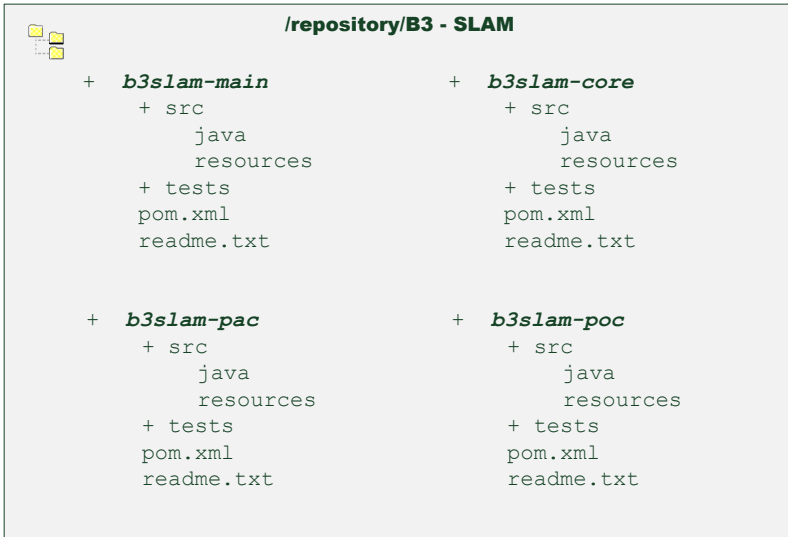 /repository/B3 - SLAM
+ b3slam-main
+ src
java
resources
+ tests
pom.xml
readme.txt
+ b3slam-core
+ src
java
resources
+ tests
pom.xml
readme.txt
+ b3slam-pac
+ src
java
resources
+ tests
pom.xml
readme.txt
+ b3slam-poc
+ src
java
resources
+ tests
pom.xml
readme.txt